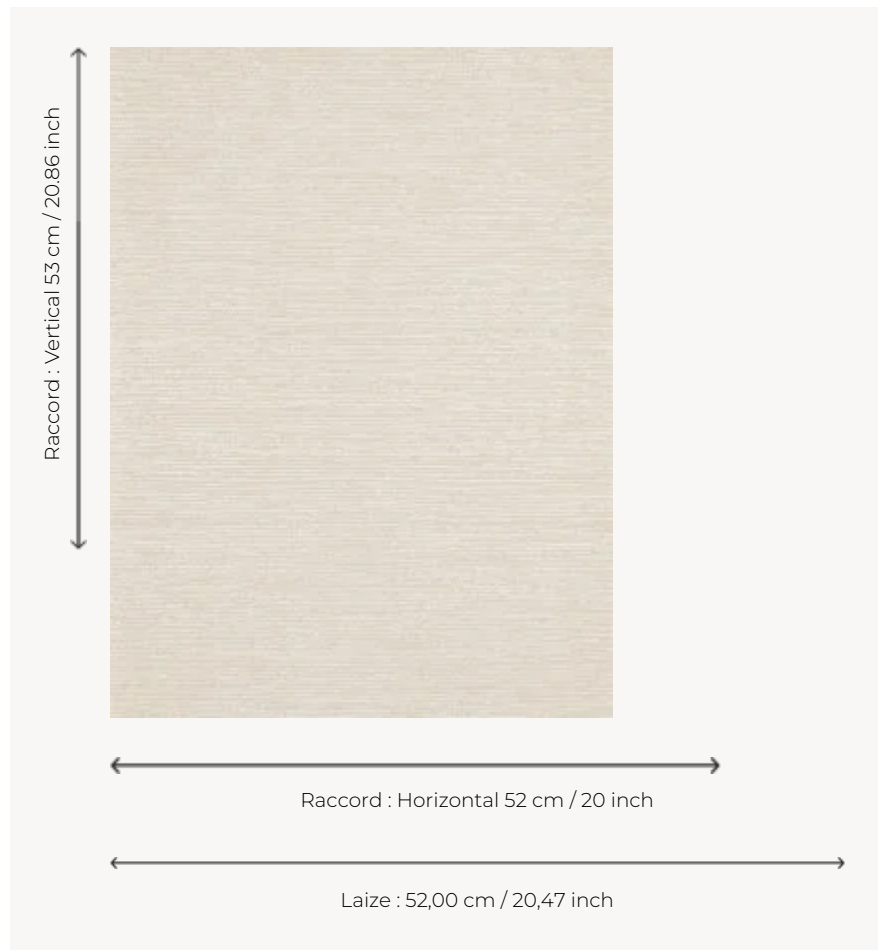 Raccord : Vertical 53 cm / 20.86 inch
Raccord : Horizontal 52 cm / 20 inch
Laize : 52,00 cm / 20,47 inch